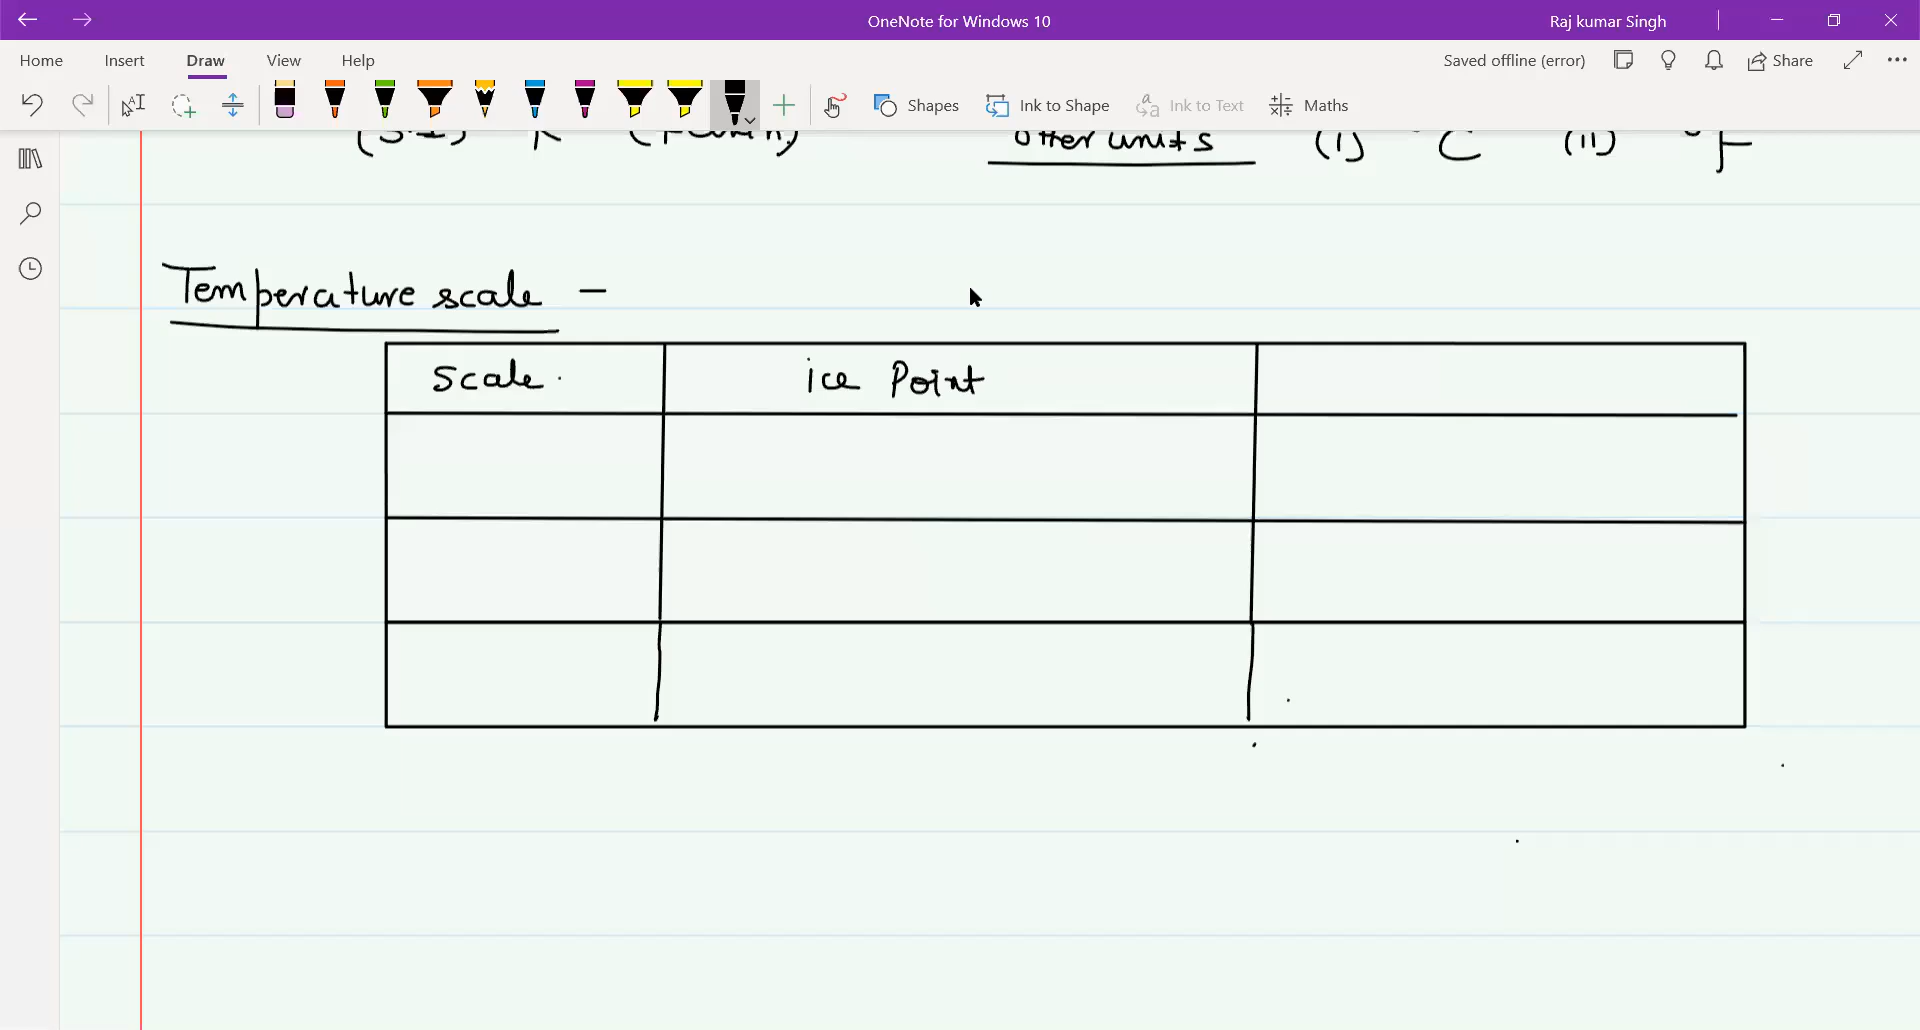 OneNote for Windows 10
Raj kumar Singh
Home Insert Draw View Help
Saved offline (error) Share
Shapes Ink to Shape Ink to Text Maths
(S.I) K (Kelvin) other units (i) °C (ii) °F
Temperature scale -
scale. ice Point